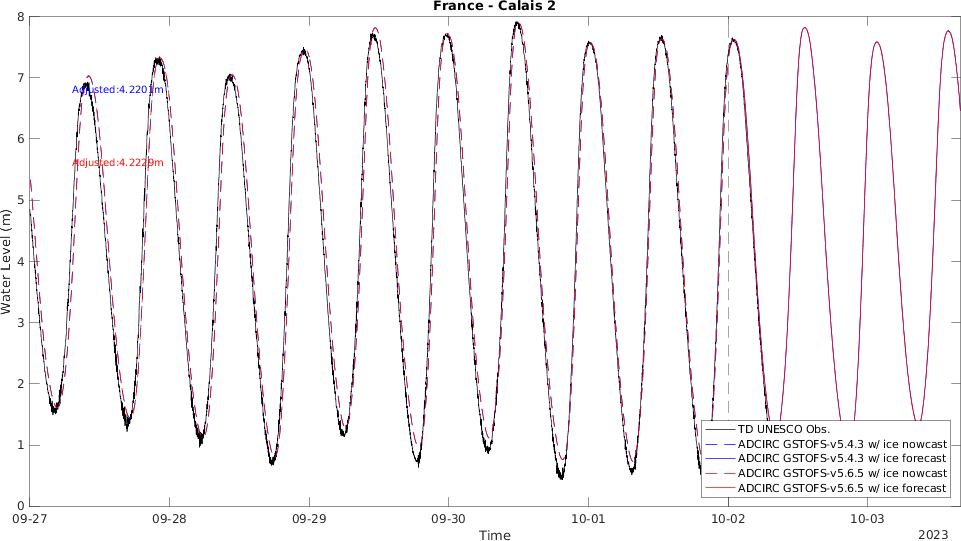 France - Calais 2
8
7
6
5
4
3
2
1
0
Water Level (m)
Adjusted:4.2201m
Adjusted:4.2229m
TD UNESCO Obs.
ADCIRC GSTOFS-v5.4.3 w/ ice nowcast
ADCIRC GSTOFS-v5.4.3 w/ ice forecast
ADCIRC GSTOFS-v5.6.5 w/ ice nowcast
ADCIRC GSTOFS-v5.6.5 w/ ice forecast
09-27 09-28 09-29 09-30 10-01 10-02 10-03
Time
2023